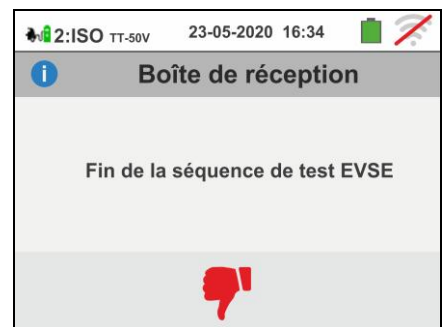 2:ISO TT-50V 23-05-2020 16:34
i Boîte de réception
Fin de la séquence de test EVSE